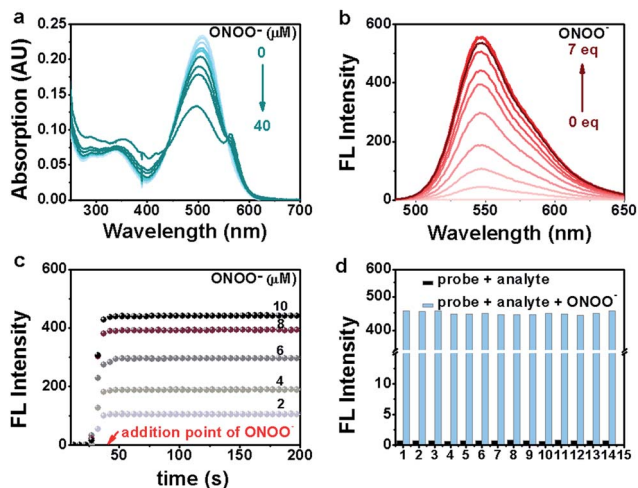 a
ONOO⁻ (µM)
0
40
0.25
0.20
0.15
0.10
0.05
0.00
300 400 500 600 700
Absorption (AU)
Wavelength (nm)
b
ONOO⁻
7 eq
0 eq
600
400
200
0
500 550 600 650
FL Intensity
Wavelength (nm)
c
ONOO⁻ (µM)
10
8
6
4
2
addition point of ONOO⁻
600
400
200
0
50 100 150 200
FL Intensity
time (s)
d
probe + analyte
probe + analyte + ONOO⁻
600
500
400
10
5
0
1 2 3 4 5 6 7 8 9 10 11 12 13 14 15
FL Intensity